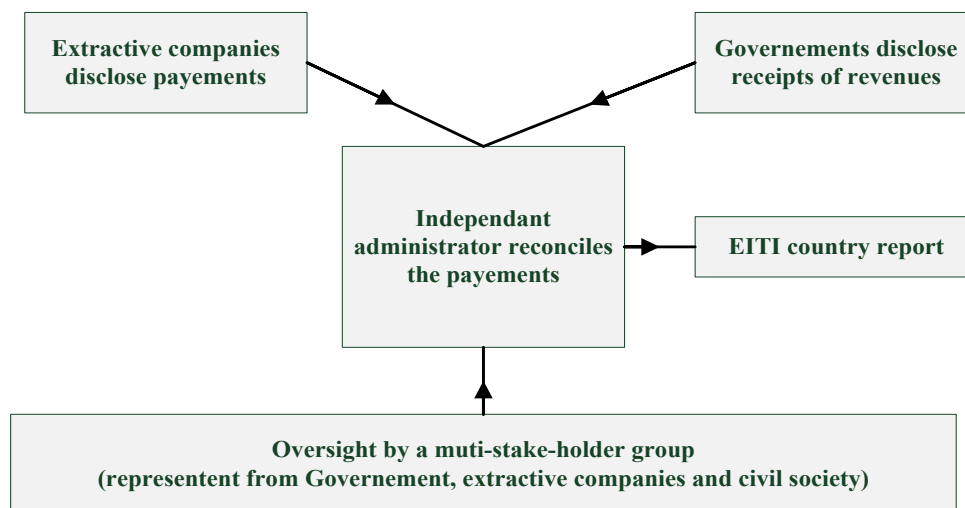 Extractive companies
disclose payements
Governements disclose
receipts of revenues
Independant
administrator reconciles
the payements
EITI country report
Oversight by a muti-stake-holder group
(representent from Governement, extractive companies and civil society)